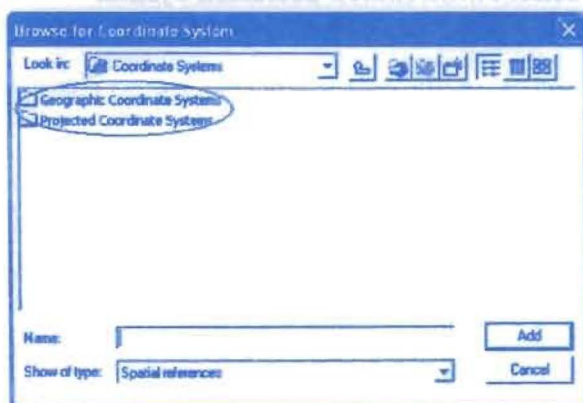 Browse for Coordinate System
Look in: Coordinate Systems
Geographic Coordinate Systems
Projected Coordinate Systems
Name: Add
Show of type: Spatial references Cancel